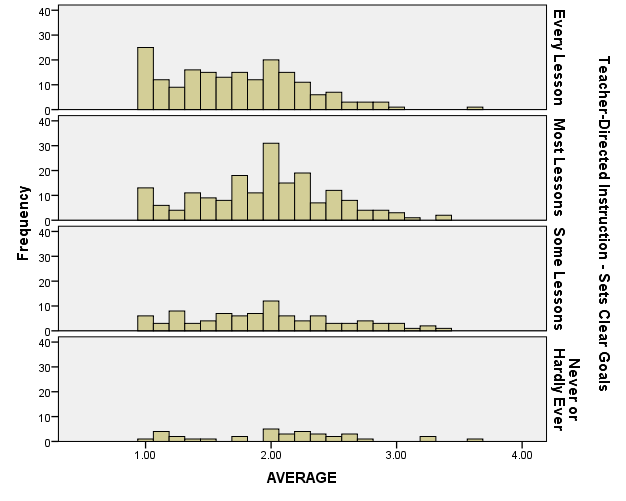 40
30
20
10
0
Every Lesson
40
30
20
10
0
Most Lessons
40
30
20
10
0
Some Lessons
40
30
20
10
0
Never or
Hardly Ever
Frequency
Teacher-Directed Instruction - Sets Clear Goals
1.00 2.00 3.00 4.00
AVERAGE